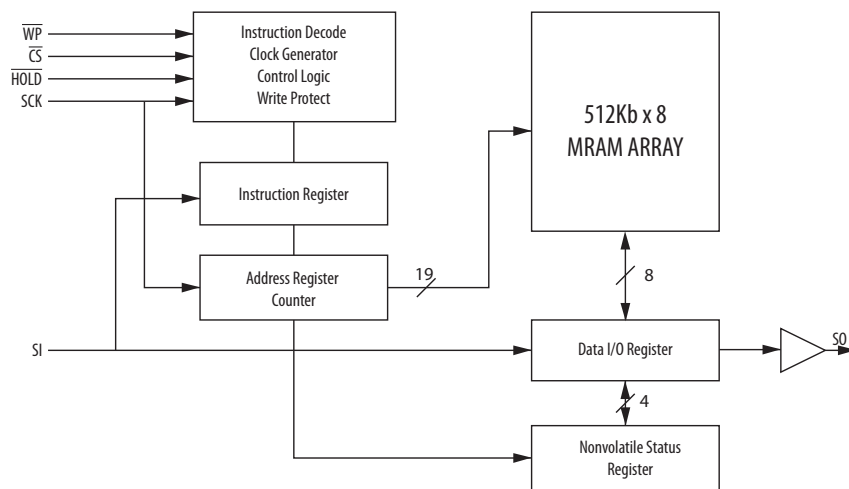 WP
CS
HOLD
SCK
Instruction Decode
Clock Generator
Control Logic
Write Protect
512Kb x 8
MRAM ARRAY
Instruction Register
Address Register
Counter
19
8
SI
Data I/O Register
SO
4
Nonvolatile Status
Register